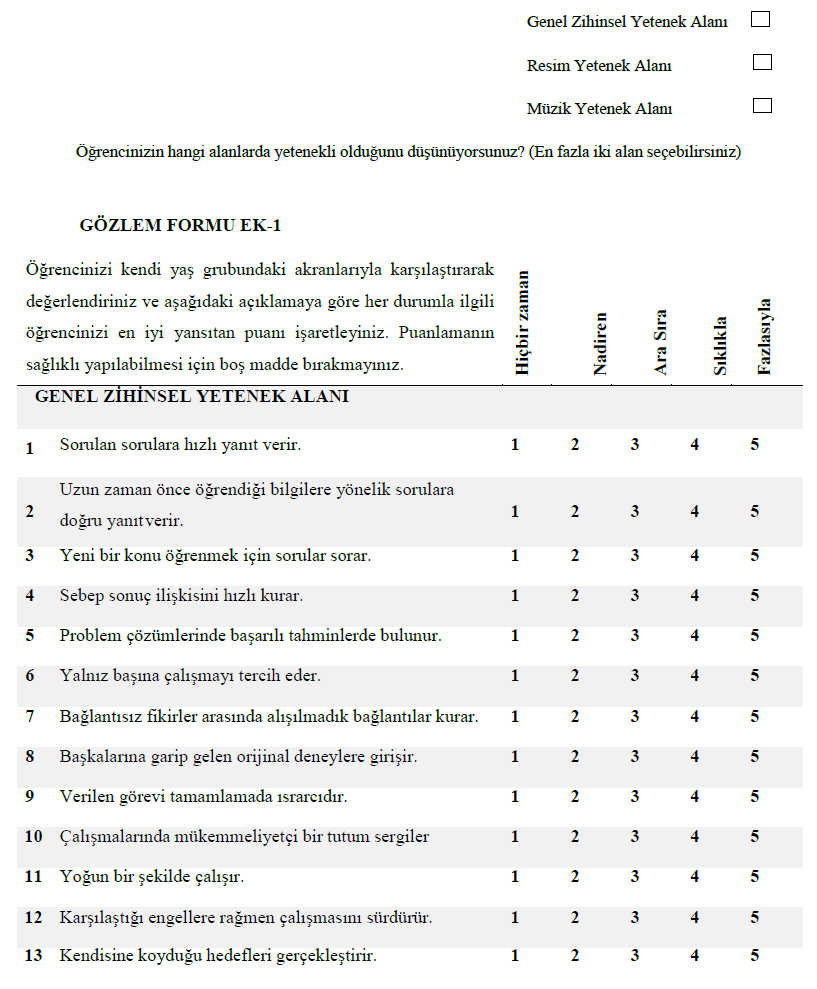 Genel Zihinsel Yetenek Alanı
Resim Yetenek Alanı
Müzik Yetenek Alanı
Öğrencinizin hangi alanlarda yetenekli olduğunu düşünüyorsunuz? (En fazla iki alan seçebilirsiniz)
GÖZLEM FORMU EK-1
Öğrencinizi kendi yaş grubundaki akranlarıyla karşılaştırarak
değerlendiriniz ve aşağıdaki açıklamaya göre her durumla ilgili
öğrencinizi en iyi yansıtan puanı işaretleyiniz. Puanlamanın
sağlıklı yapılabilmesi için boş madde bırakmayınız.
Hiçbir zaman
Nadiren
Ara Sıra
Sıklıkla
Fazlasıyla
GENEL ZİHİNSEL YETENEK ALANI
1 Sorulan sorulara hızlı yanıt verir. 1 2 3 4 5
Uzun zaman önce öğrendiği bilgilere yönelik sorulara
2 doğru yanıtverir. 1 2 3 4 5
3 Yeni bir konu öğrenmek için sorular sorar. 1 2 3 4 5
4 Sebep sonuç ilişkisini hızlı kurar. 1 2 3 4 5
5 Problem çözümlerinde başarılı tahminlerde bulunur. 1 2 3 4 5
6 Yalnız başına çalışmayı tercih eder. 1 2 3 4 5
7 Bağlantısız fikirler arasında alışılmadık bağlantılar kurar. 1 2 3 4 5
8 Başkalarına garip gelen orijinal deneylere girişir. 1 2 3 4 5
9 Verilen görevi tamamlamada ısrarcıdır. 1 2 3 4 5
10 Çalışmalarında mükemmeliyetçi bir tutum sergiler 1 2 3 4 5
11 Yoğun bir şekilde çalışır. 1 2 3 4 5
12 Karşılaştığı engellere rağmen çalışmasını sürdürür. 1 2 3 4 5
13 Kendisine koyduğu hedefleri gerçekleştirir. 1 2 3 4 5